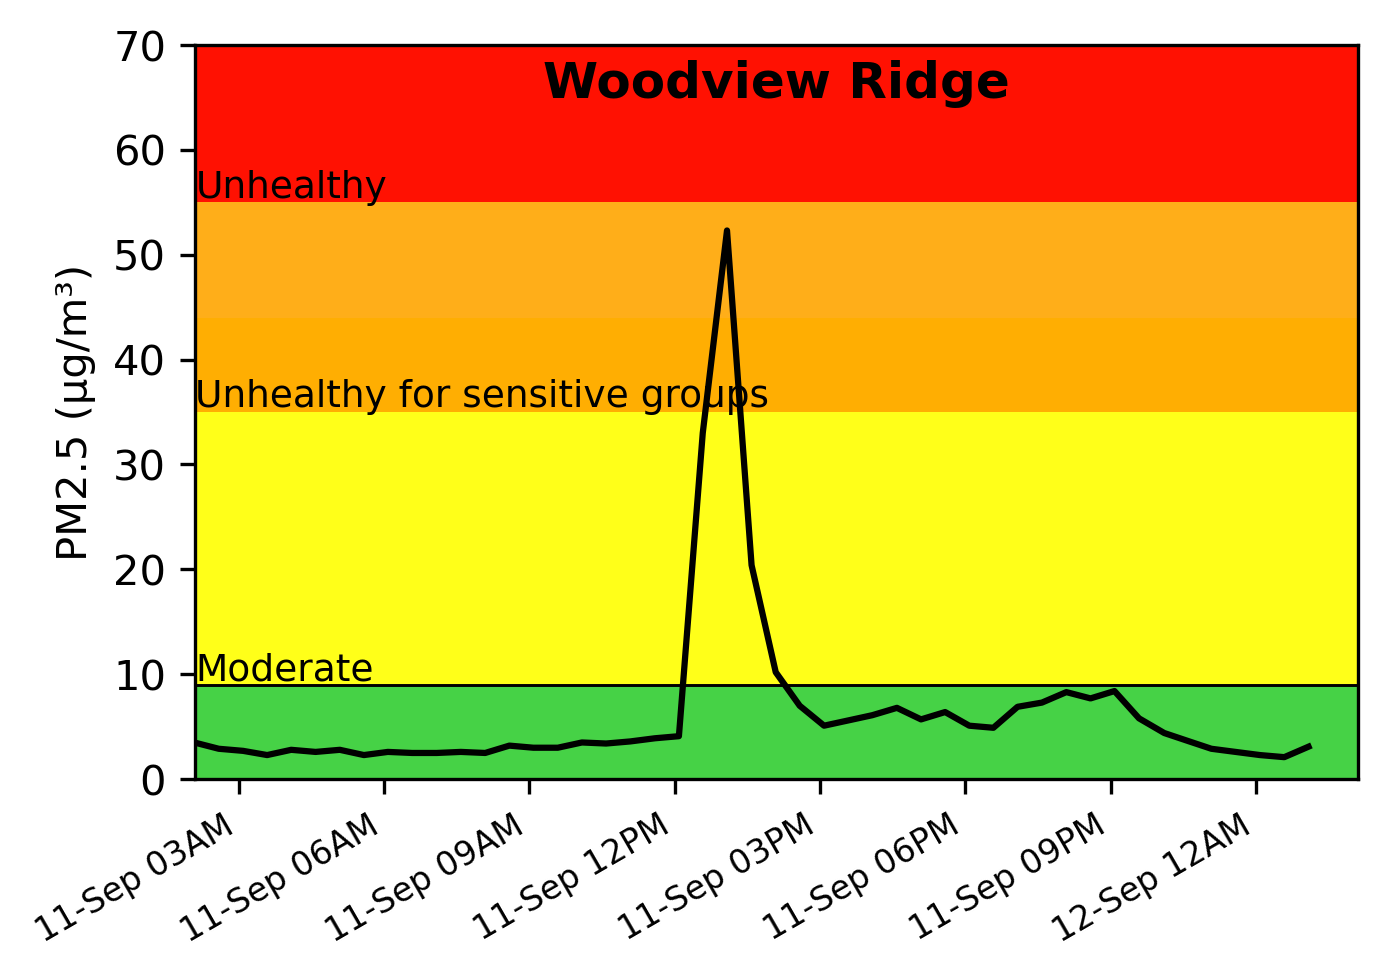 Woodview Ridge
70
60
50
40
30
20
10
0
PM2.5 (µg/m³)
Unhealthy
Unhealthy for sensitive groups
Moderate
11-Sep 03AM
11-Sep 06AM
11-Sep 09AM
11-Sep 12PM
11-Sep 03PM
11-Sep 06PM
11-Sep 09PM
12-Sep 12AM